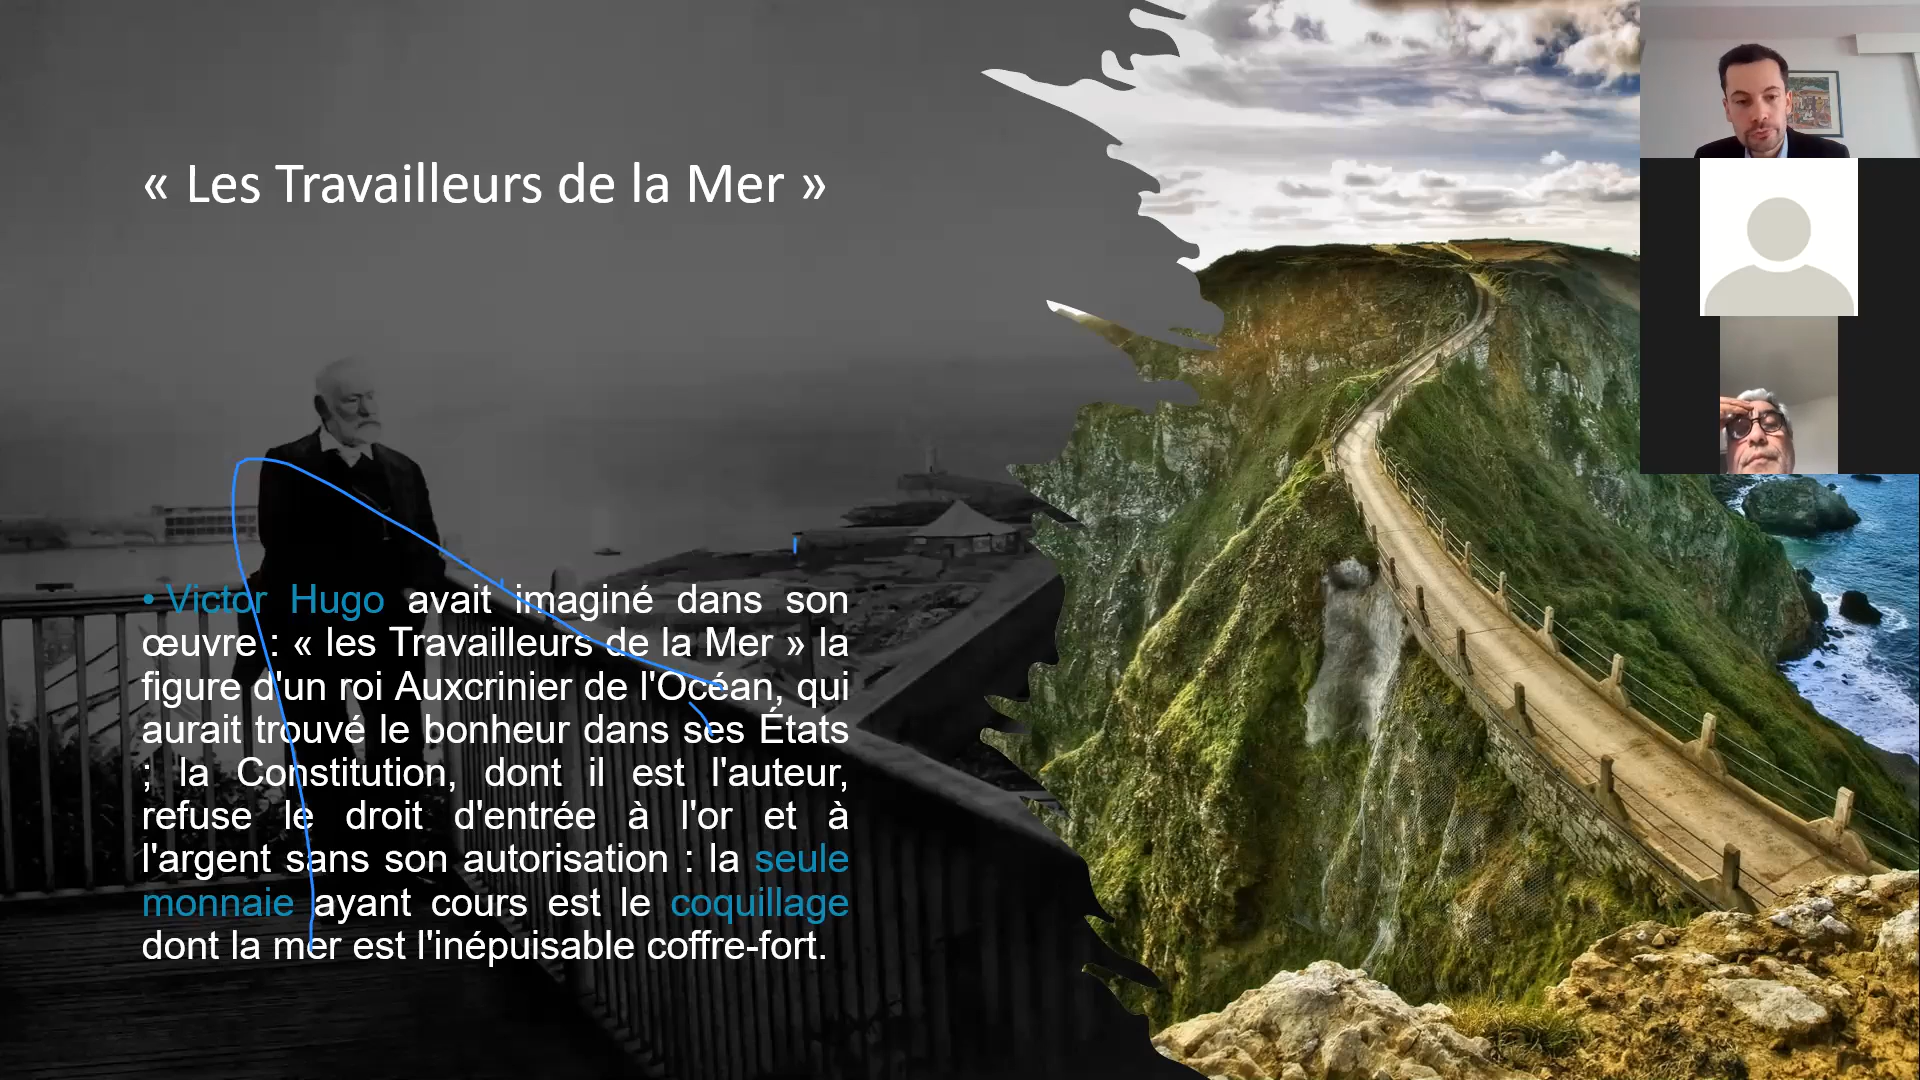 « Les Travailleurs de la Mer »
• Victor Hugo avait imaginé dans son
œuvre : « les Travailleurs de la Mer » la
figure d'un roi Auxcrinier de l'Océan, qui
aurait trouvé le bonheur dans ses États
; la Constitution, dont il est l'auteur,
refuse le droit d'entrée à l'or et à
l'argent sans son autorisation : la seule
monnaie ayant cours est le coquillage
dont la mer est l'inépuisable coffre-fort.